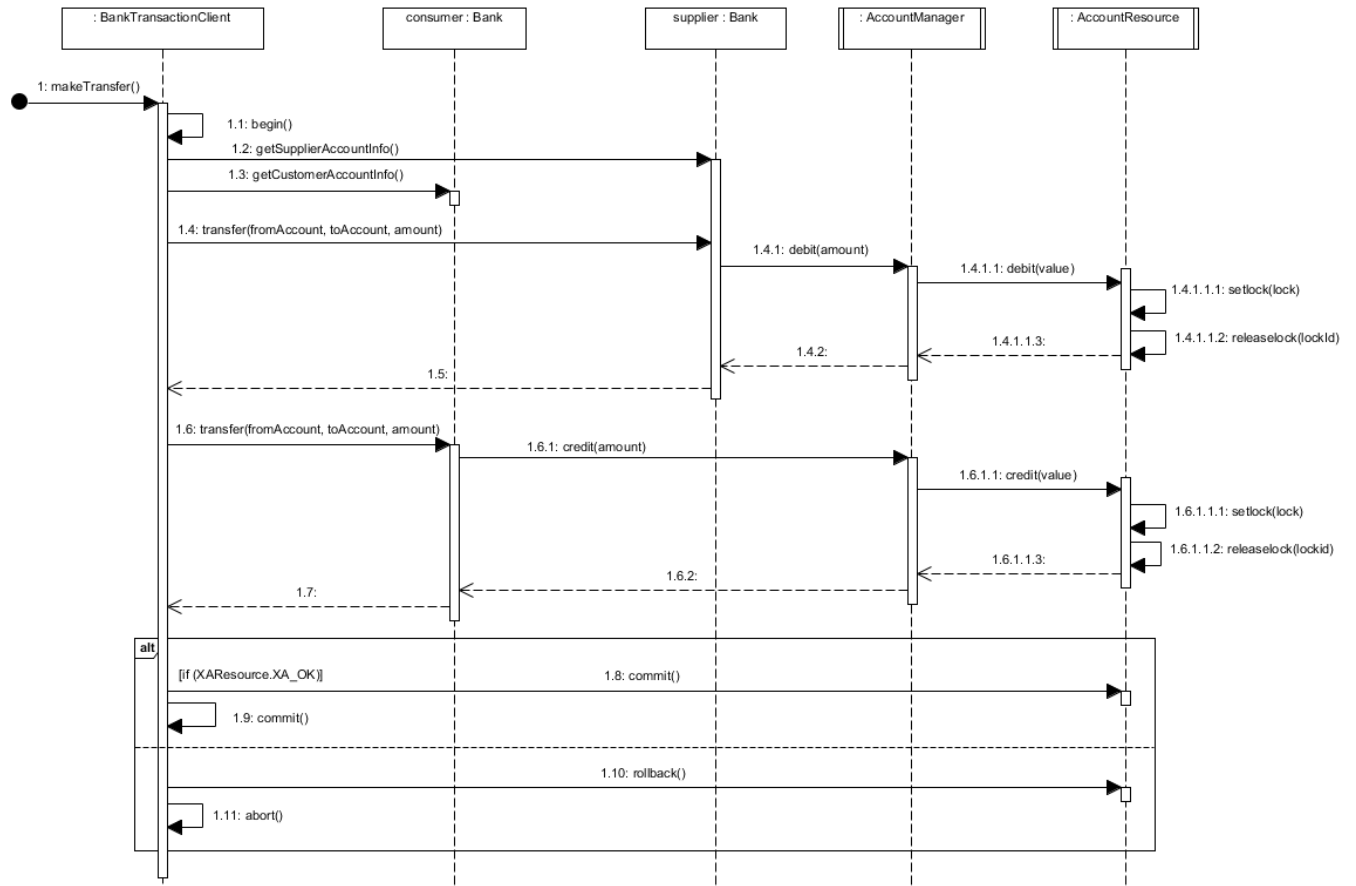 : BankTransactionClient
consumer : Bank
supplier : Bank
: AccountManager
: AccountResource
1: makeTransfer()
1.1: begin()
1.2: getSupplierAccountInfo()
1.3: getCustomerAccountInfo()
1.4: transfer(fromAccount, toAccount, amount)
1.4.1: debit(amount)
1.4.1.1: debit(value)
1.4.1.1.1: setlock(lock)
1.4.1.1.2: releaselock(lockId)
1.4.1.1.3:
1.4.2:
1.5:
1.6: transfer(fromAccount, toAccount, amount)
1.6.1: credit(amount)
1.6.1.1: credit(value)
1.6.1.1.1: setlock(lock)
1.6.1.1.2: releaselock(lockid)
1.6.1.1.3:
1.6.2:
1.7:
alt
[if (XAResource.XA_OK)]
1.8: commit()
1.9: commit()
1.10: rollback()
1.11: abort()